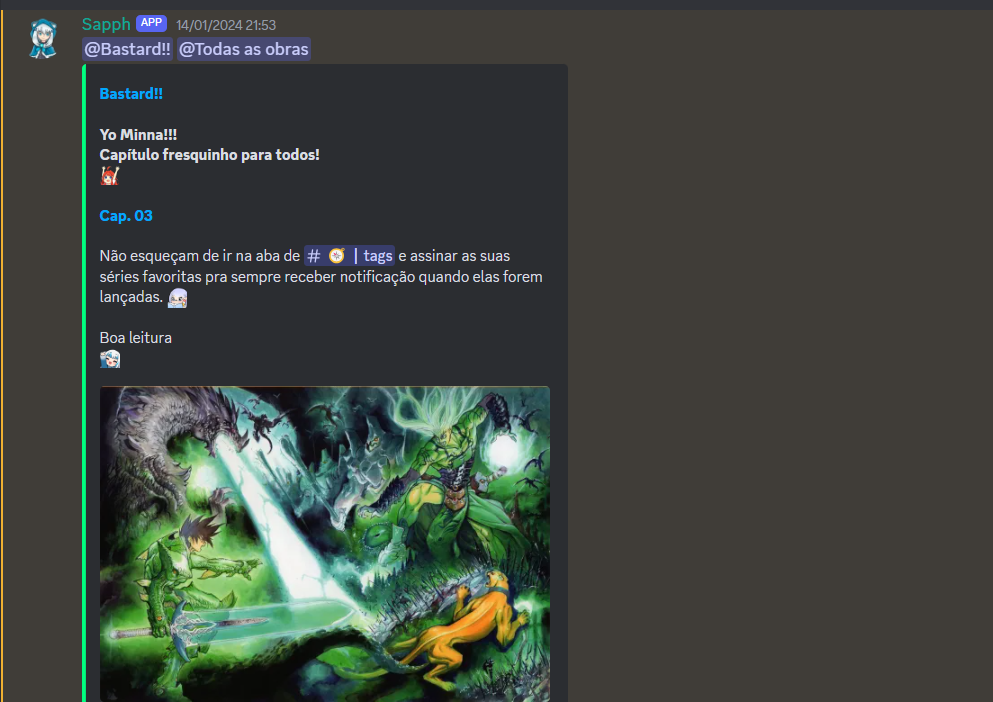 Sapph APP 14/01/2024 21:53
@Bastard!! @Todas as obras
Bastard!!
Yo Minna!!!
Capítulo fresquinho para todos!
Cap. 03
Não esqueçam de ir na aba de # 🧭 | tags e assinar as suas
séries favoritas pra sempre receber notificação quando elas forem
lançadas.
Boa leitura